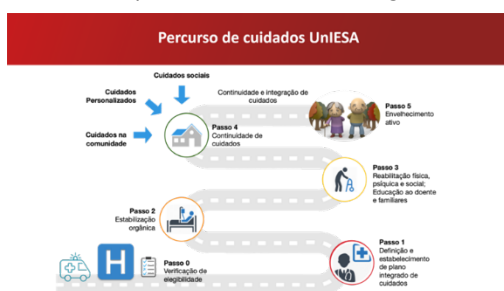 Percurso de cuidados UnIESA
Cuidados sociais
Cuidados
Personalizados
Continuidade e integração de
cuidados
Cuidados na
comunidade
Passo 4
Continuidade de
cuidados
Passo 5
Envelhecimento
ativo
Passo 3
Reabilitação física,
psíquica e social;
Educação ao doente
e familiares
Passo 2
Estabilização
orgânica
H
Passo 0
Verificação de
elegibilidade
Passo 1
Definição e
estabelecimento
de plano
integrado de
cuidados